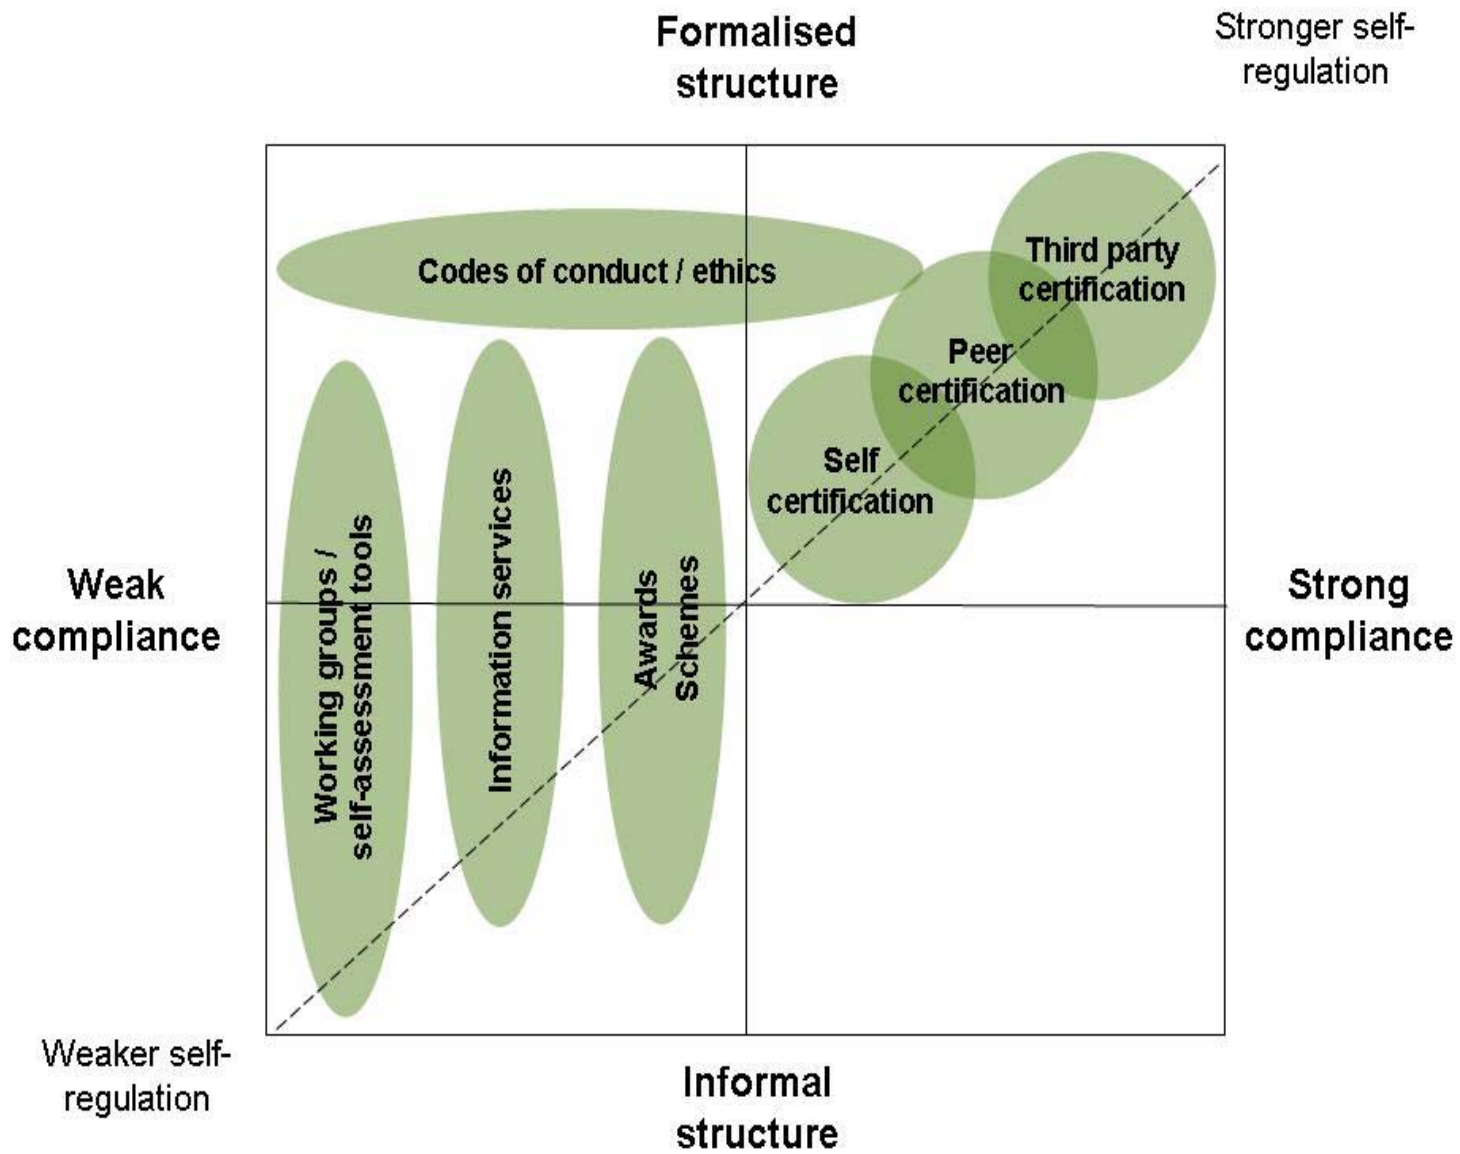 Formalised
structure
Stronger self-
regulation
Codes of conduct / ethics
Third party
certification
Peer
certification
Self
certification
Working groups /
self-assessment tools
Information services
Awards
Schemes
Weak
compliance
Strong
compliance
Weaker self-
regulation
Informal
structure